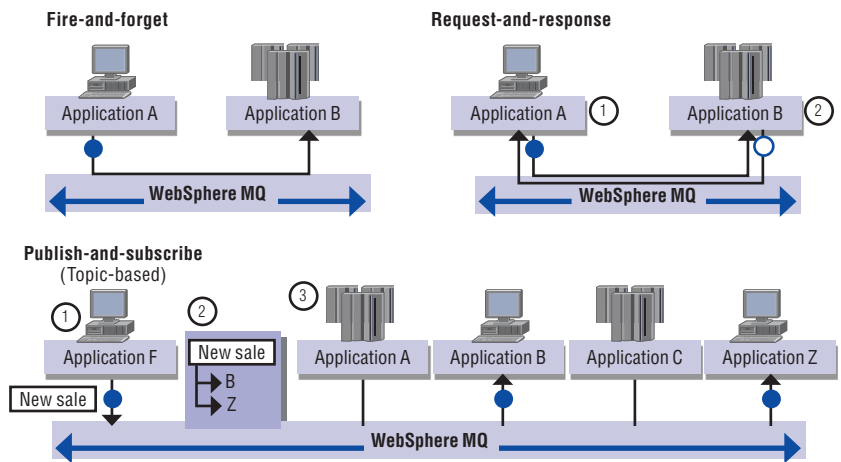 Fire-and-forget
Application A
Application B
WebSphere MQ
Request-and-response
Application A
1
Application B
2
WebSphere MQ
Publish-and-subscribe
(Topic-based)
1
Application F
New sale
2
New sale
B
Z
3
Application A
Application B
Application C
Application Z
WebSphere MQ